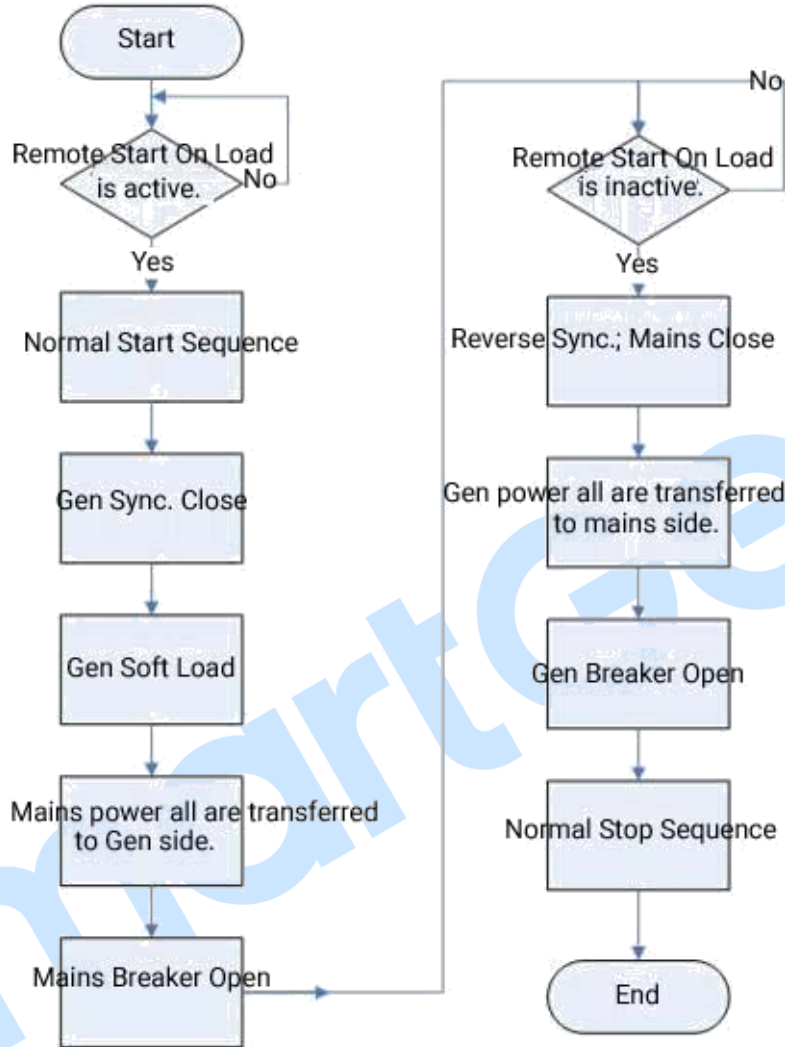 Start
Remote Start On Load
is active.
No
Yes
Normal Start Sequence
Gen Sync. Close
Gen Soft Load
Mains power all are transferred
to Gen side.
Mains Breaker Open
No
Remote Start On Load
is inactive.
Yes
Reverse Sync.; Mains Close
Gen power all are transferred
to mains side.
Gen Breaker Open
Normal Stop Sequence
End
martGe